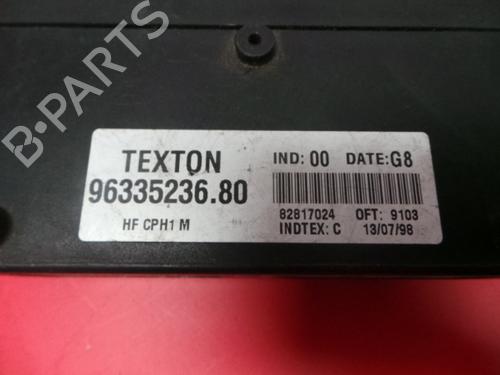 B-PARTS
TEXTON
96335236.80
HF CPH1 M
IND: 00 DATE: G8
82817024 OFT: 9103
INDTEX: C 13/07/98